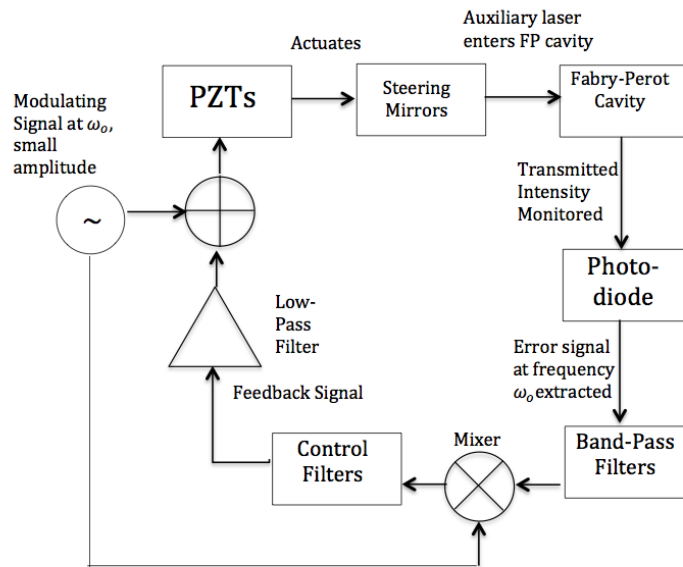 Actuates
Auxiliary laser
enters FP cavity
PZTs
Steering
Mirrors
Fabry-Perot
Cavity
Modulating
Signal at ω₀,
small
amplitude
~
Transmitted
Intensity
Monitored
Photo-
diode
Low-
Pass
Filter
Error signal
at frequency
ω₀ extracted
Feedback Signal
Mixer
Control
Filters
Band-Pass
Filters